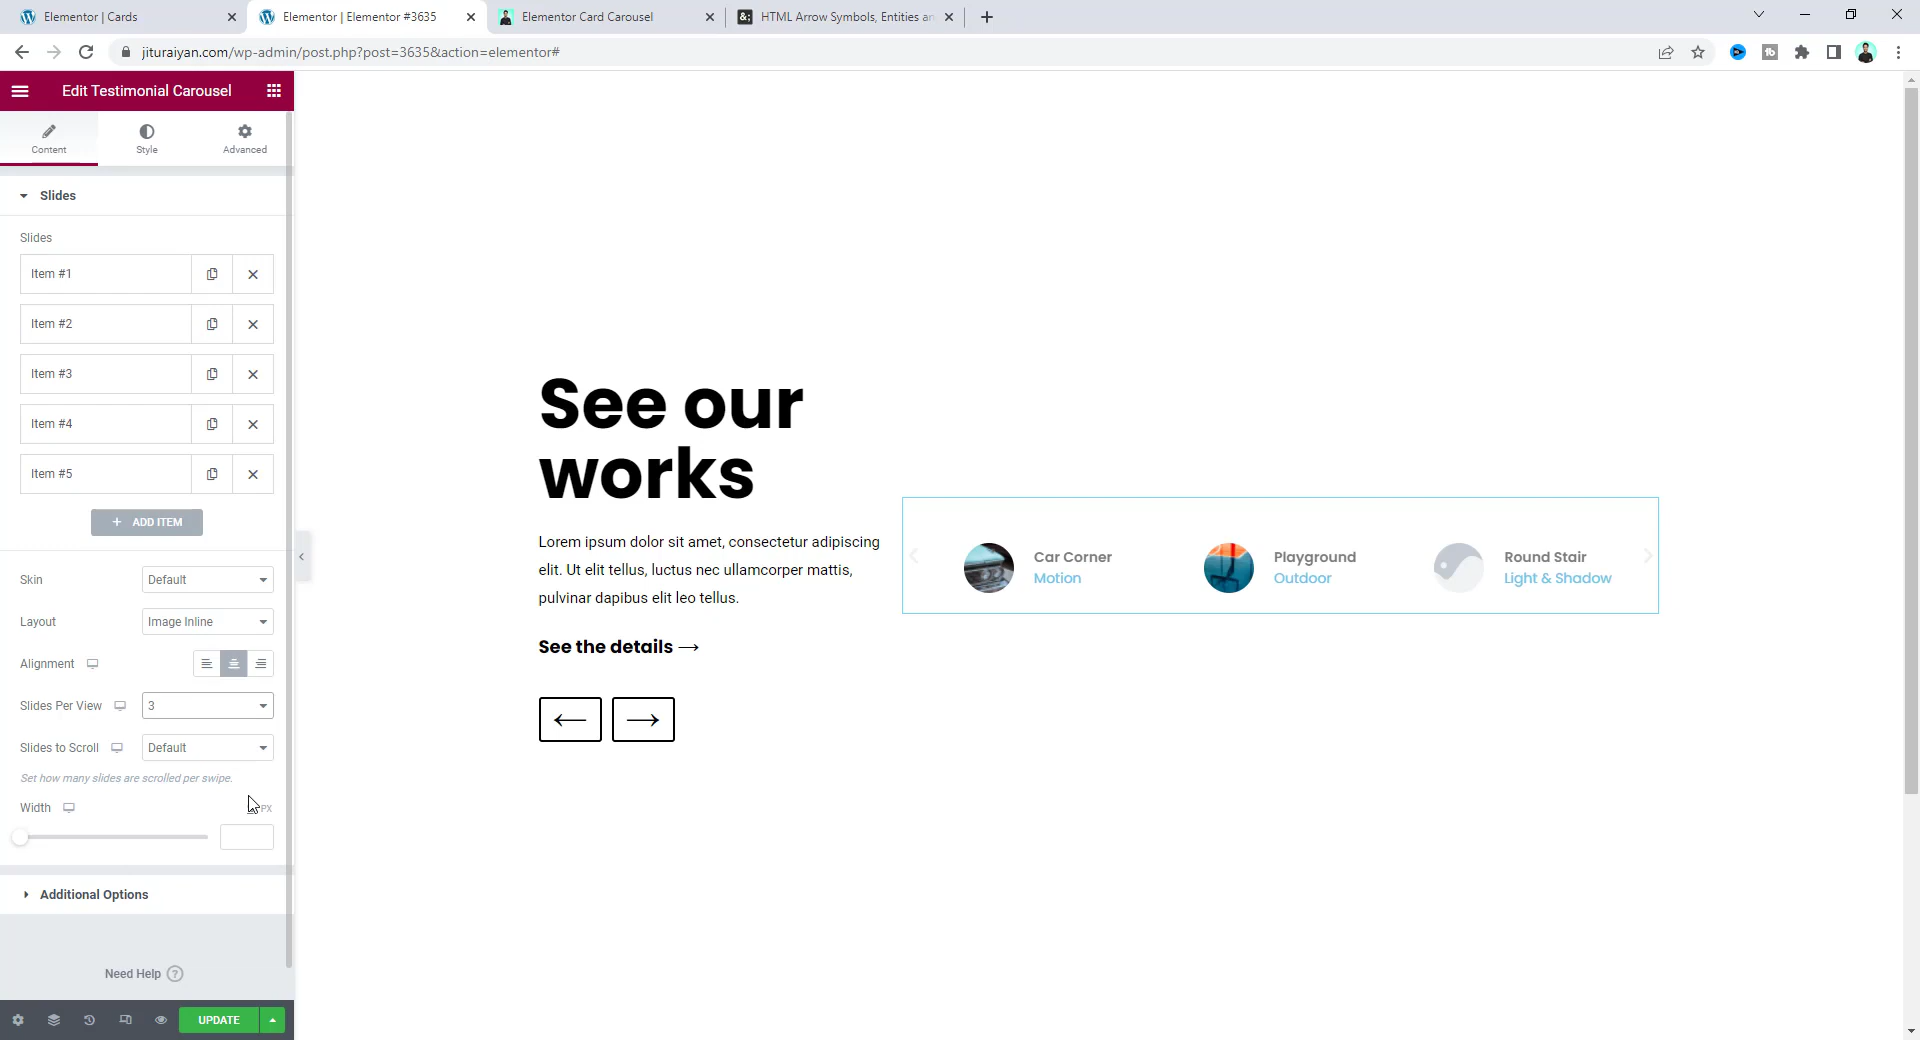 Elementor | Cards
Elementor | Elementor #3635
Elementor Card Carousel
HTML Arrow Symbols, Entities an
jituraiyan.com/wp-admin/post.php?post=3635&action=elementor#
Edit Testimonial Carousel
Content
Style
Advanced
Slides
Slides
Item #1
Item #2
Item #3
Item #4
Item #5
+ ADD ITEM
Skin
Default
Layout
Image Inline
Alignment
Slides Per View
3
Slides to Scroll
Default
Set how many slides are scrolled per swipe.
Width
PX
Additional Options
Need Help ?
UPDATE
See our
works
Lorem ipsum dolor sit amet, consectetur adipiscing
elit. Ut elit tellus, luctus nec ullamcorper mattis,
pulvinar dapibus elit leo tellus.
See the details →
← →
Car Corner
Motion
Playground
Outdoor
Round Stair
Light & Shadow